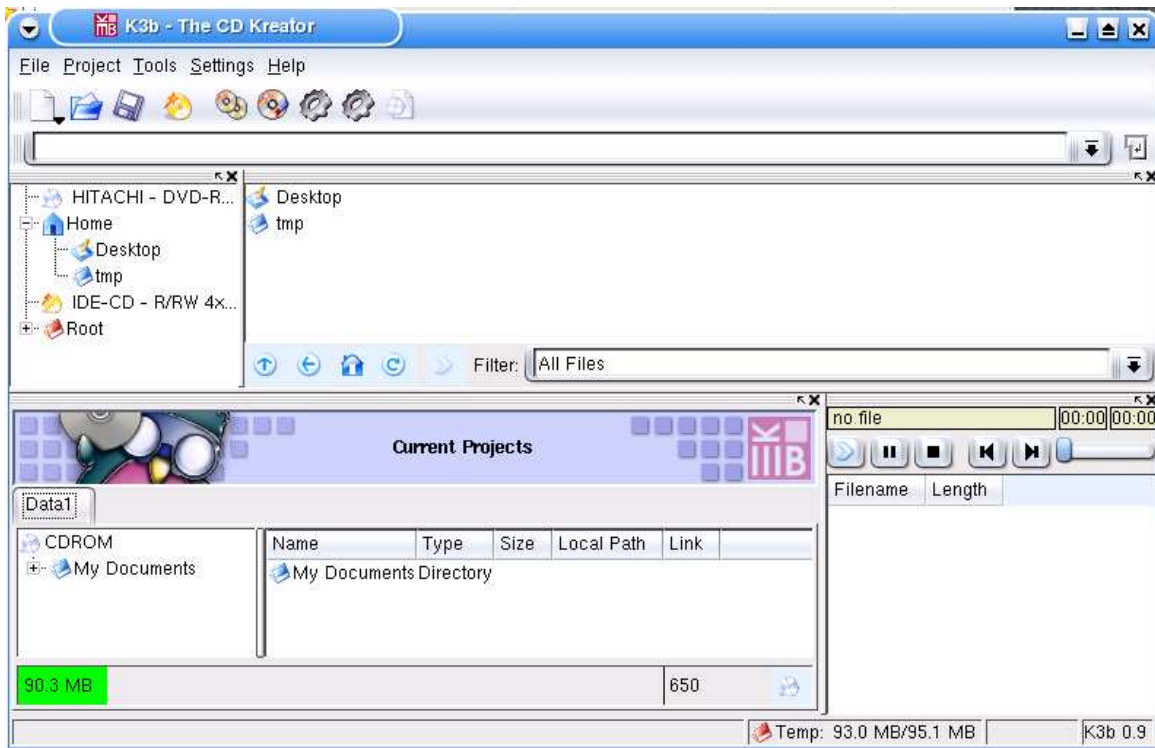 K3b - The CD Kreator
File Project Tools Settings Help
HITACHI - DVD-R...
Home
Desktop
tmp
IDE-CD - R/RW 4x...
Root
Desktop
tmp
Filter: All Files
Current Projects
K3B
no file 00:00 00:00
Filename Length
Data1
CDROM
My Documents
Name Type Size Local Path Link
My Documents Directory
90.3 MB 650
Temp: 93.0 MB/95.1 MB K3b 0.9